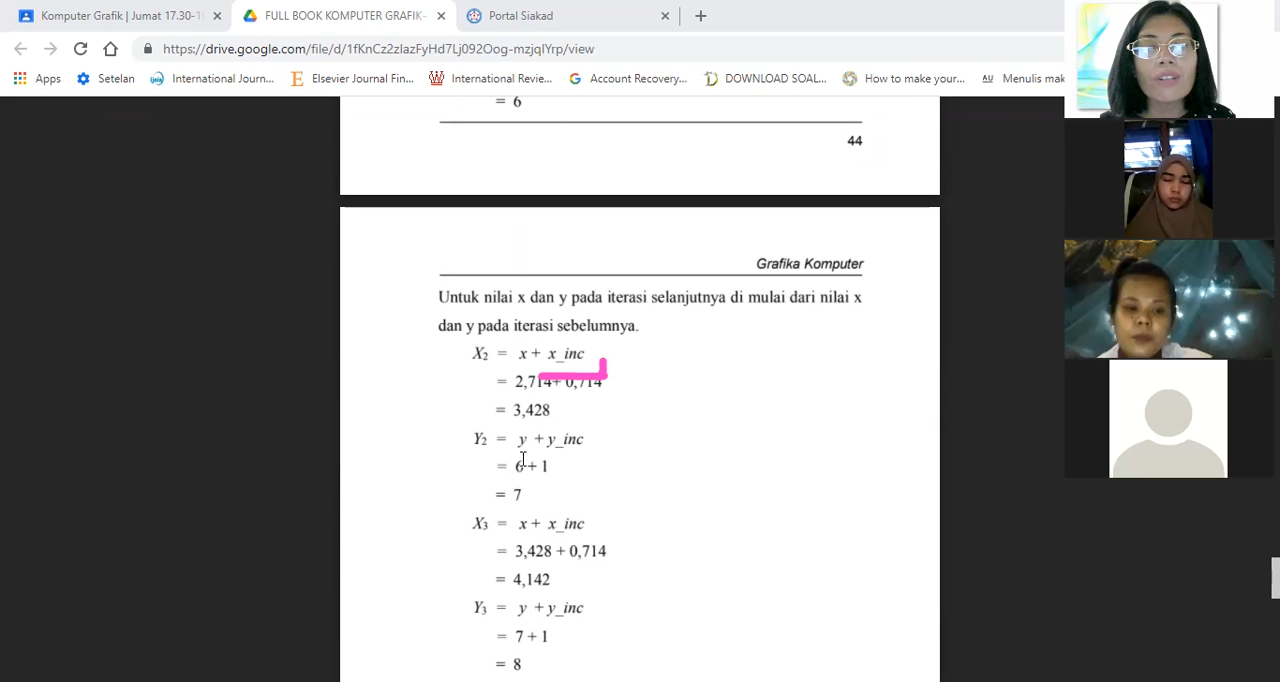 Komputer Grafik | Jumat 17.30-1
FULL BOOK KOMPUTER GRAFIK-
Portal Siakad
https://drive.google.com/file/d/1fKnCz2zIazFyHd7Lj092Oog-mzjqlYrp/view
Apps
Setelan
International Journ...
Elsevier Journal Fin...
International Revie...
Account Recovery...
DOWNLOAD SOAL...
How to make your...
AU Menulis mak
= 6
44
Grafika Komputer
Untuk nilai x dan y pada iterasi selanjutnya di mulai dari nilai x
dan y pada iterasi sebelumnya.
X2 = x + x_inc
= 2,714+ 0,714
= 3,428
Y2 = y + y_inc
= 6 + 1
= 7
X3 = x + x_inc
= 3,428 + 0,714
= 4,142
Y3 = y + y_inc
= 7 + 1
= 8